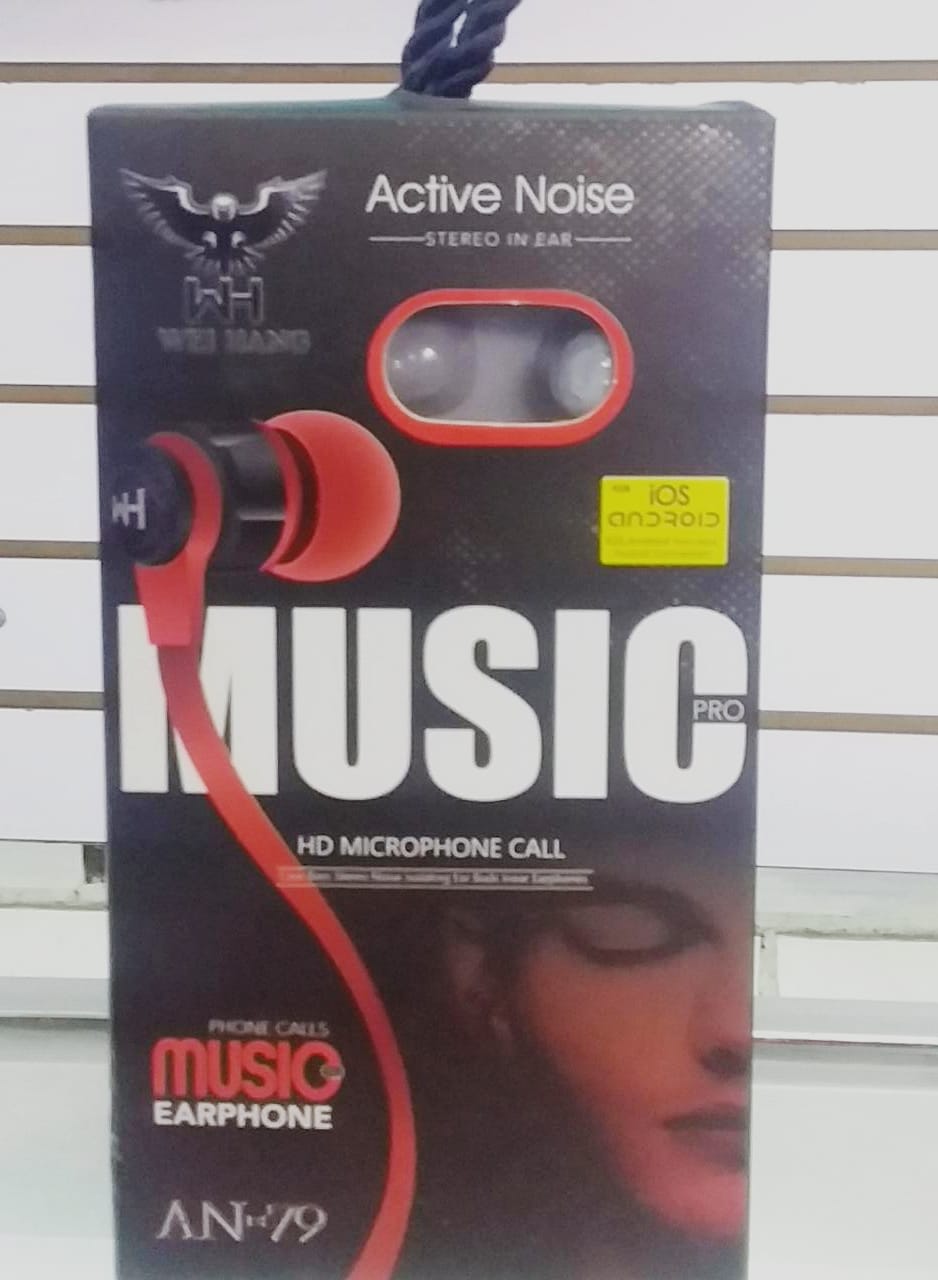 Active Noise
STEREO IN EAR
WH
WEI HANG
WH
FOR
iOS
ANDROID
MUSIC
PRO
HD MICROPHONE CALL
PHONE CALLS
MUSIC
EARPHONE
AN-79